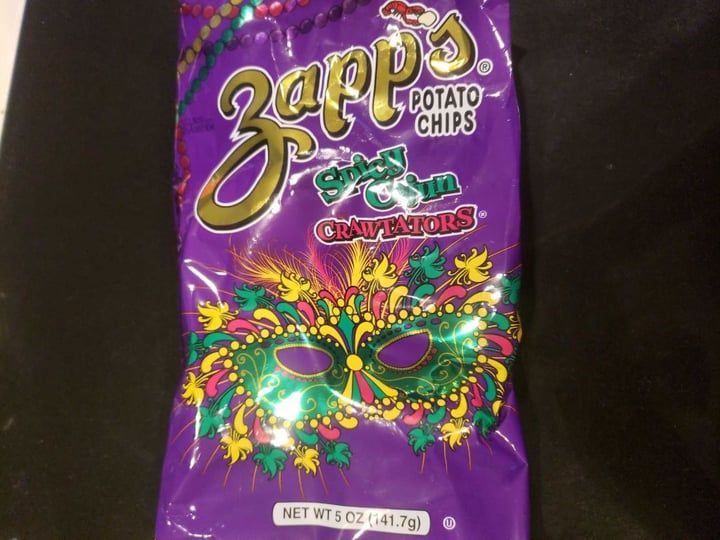 Zapp's®
POTATO
CHIPS
Spicy
Cajun
CRAWTATORS®
NET WT 5 OZ (141.7g)
U